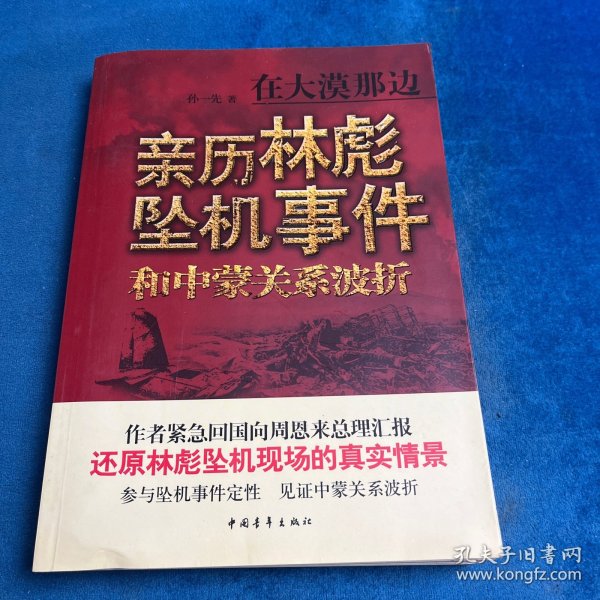 在大漠那边
孙一先 著
亲历林彪
坠机事件
和中蒙关系波折
作者紧急回国向周恩来总理汇报
还原林彪坠机现场的真实情景
参与坠机事件定性 见证中蒙关系波折
中国青年出版社
孔夫子旧书网
www.kongfz.com